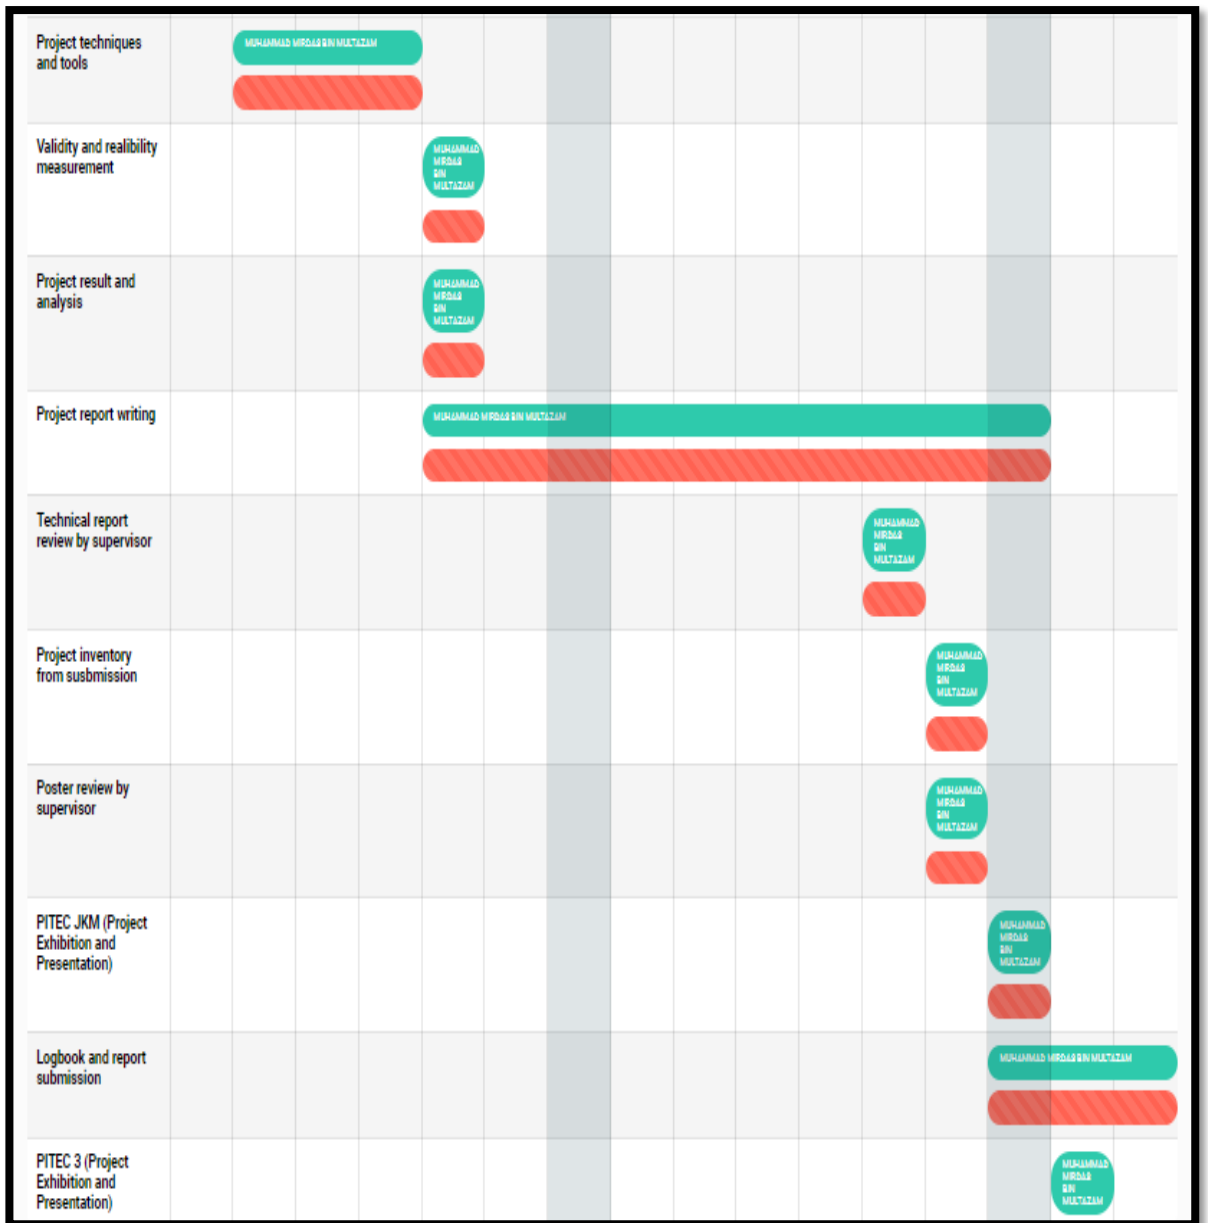 Project techniques
and tools
MUHAMMAD MIRDAS BIN MULTAZAM
Validity and realibility
measurement
MUHAMMAD
MIRDAS
BIN
MULTAZAM
Project result and
analysis
MUHAMMAD
MIRDAS
BIN
MULTAZAM
Project report writing
MUHAMMAD MIRDAS BIN MULTAZAM
Technical report
review by supervisor
MUHAMMAD
MIRDAS
BIN
MULTAZAM
Project inventory
from susbmission
MUHAMMAD
MIRDAS
BIN
MULTAZAM
Poster review by
supervisor
MUHAMMAD
MIRDAS
BIN
MULTAZAM
PITEC JKM (Project
Exhibition and
Presentation)
MUHAMMAD
MIRDAS
BIN
MULTAZAM
Logbook and report
submission
MUHAMMAD MIRDAS BIN MULTAZAM
PITEC 3 (Project
Exhibition and
Presentation)
MUHAMMAD
MIRDAS
BIN
MULTAZAM